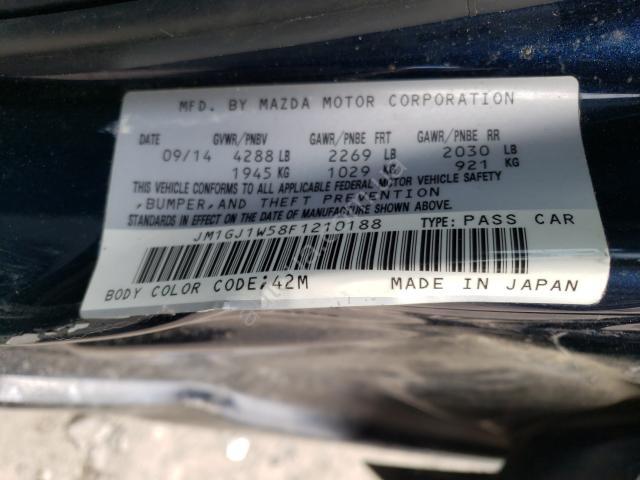 MFD. BY MAZDA MOTOR CORPORATION
DATE GVWR/PNBV GAWR/PNBE FRT GAWR/PNBE RR
09/14 4288 LB 2269 LB 2030 LB
1945 KG 1029 KG 921 KG
THIS VEHICLE CONFORMS TO ALL APPLICABLE FEDERAL MOTOR VEHICLE SAFETY
,BUMPER,AND THEFT PREVENTION
STANDARDS IN EFFECT ON THE DATE OF MANUFACTURE SHOWN ABOVE.
JM1GJ1W58F1210188 TYPE: PASS CAR
BODY COLOR CODE:42M MADE IN JAPAN